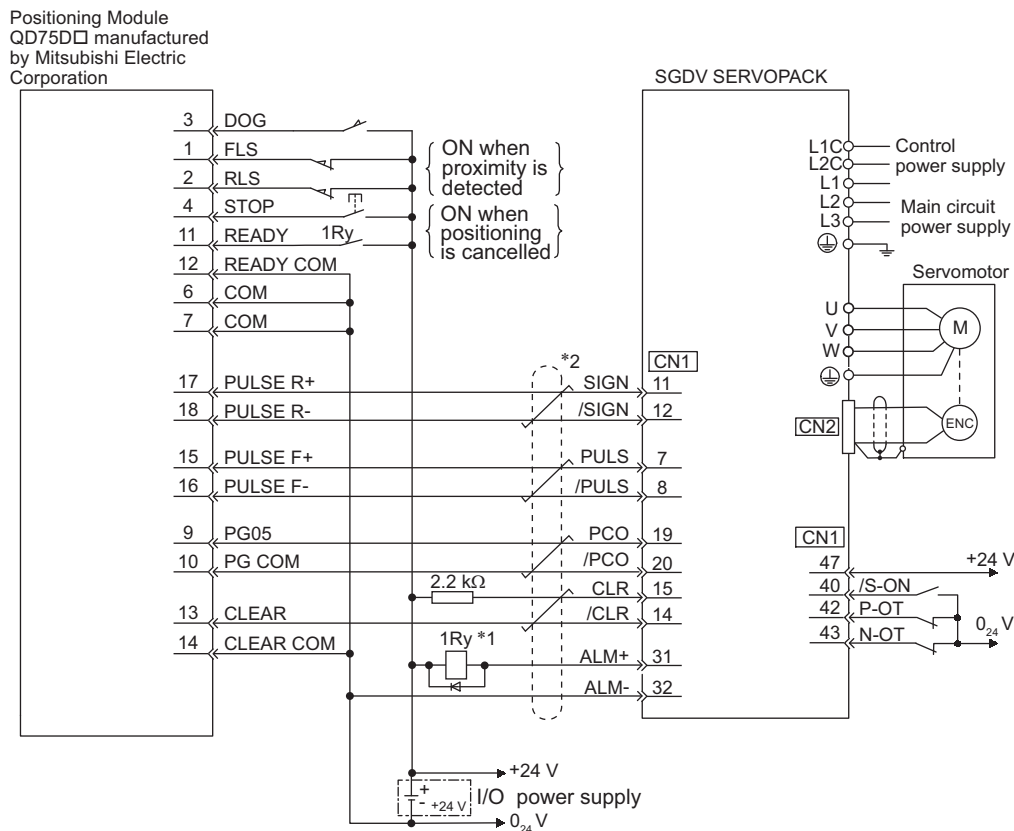 Positioning Module
QD75D□ manufactured
by Mitsubishi Electric
Corporation
SGDV SERVOPACK
3 DOG
1 FLS
2 RLS
4 STOP
11 READY 1Ry
12 READY COM
6 COM
7 COM
ON when
proximity is
detected
ON when
positioning
is cancelled
L1C
L2C
Control
power supply
L1
L2
L3
Main circuit
power supply
Servomotor
U
V
W
M
CN2
ENC
*2
CN1
17 PULSE R+ SIGN 11
18 PULSE R- /SIGN 12
15 PULSE F+ PULS 7
16 PULSE F- /PULS 8
9 PG05 PCO 19
10 PG COM /PCO 20
2.2 kΩ CLR 15
13 CLEAR /CLR 14
14 CLEAR COM
1Ry *1 ALM+ 31
ALM- 32
CN1
47 +24 V
40 /S-ON
42 P-OT
43 N-OT
0₂₄ V
+24 V
+
- +24 V
I/O power supply
0₂₄ V